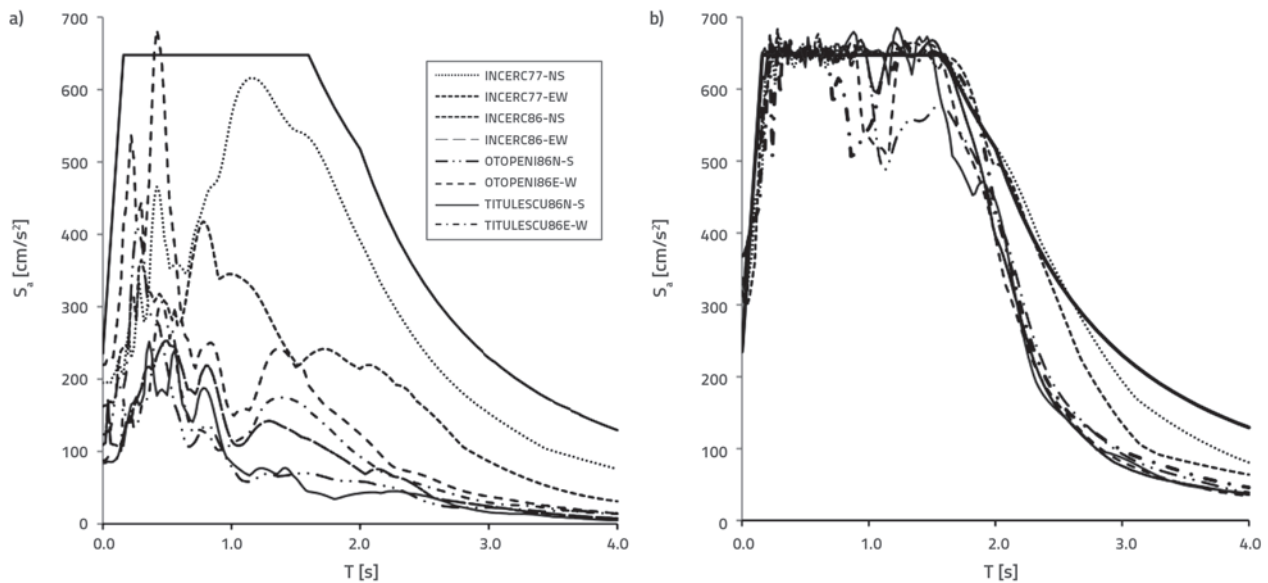 a)
700
600
500
400
300
200
100
0
Sa [cm/s²]
0.0 1.0 2.0 3.0 4.0
T [s]
INCERC77-NS
INCERC77-EW
INCERC86-NS
INCERC86-EW
OTOPENI86N-S
OTOPENI86E-W
TITULESCU86N-S
TITULESCU86E-W
b)
700
600
500
400
300
200
100
0
Sa [cm/s²]
0.0 1.0 2.0 3.0 4.0
T [s]